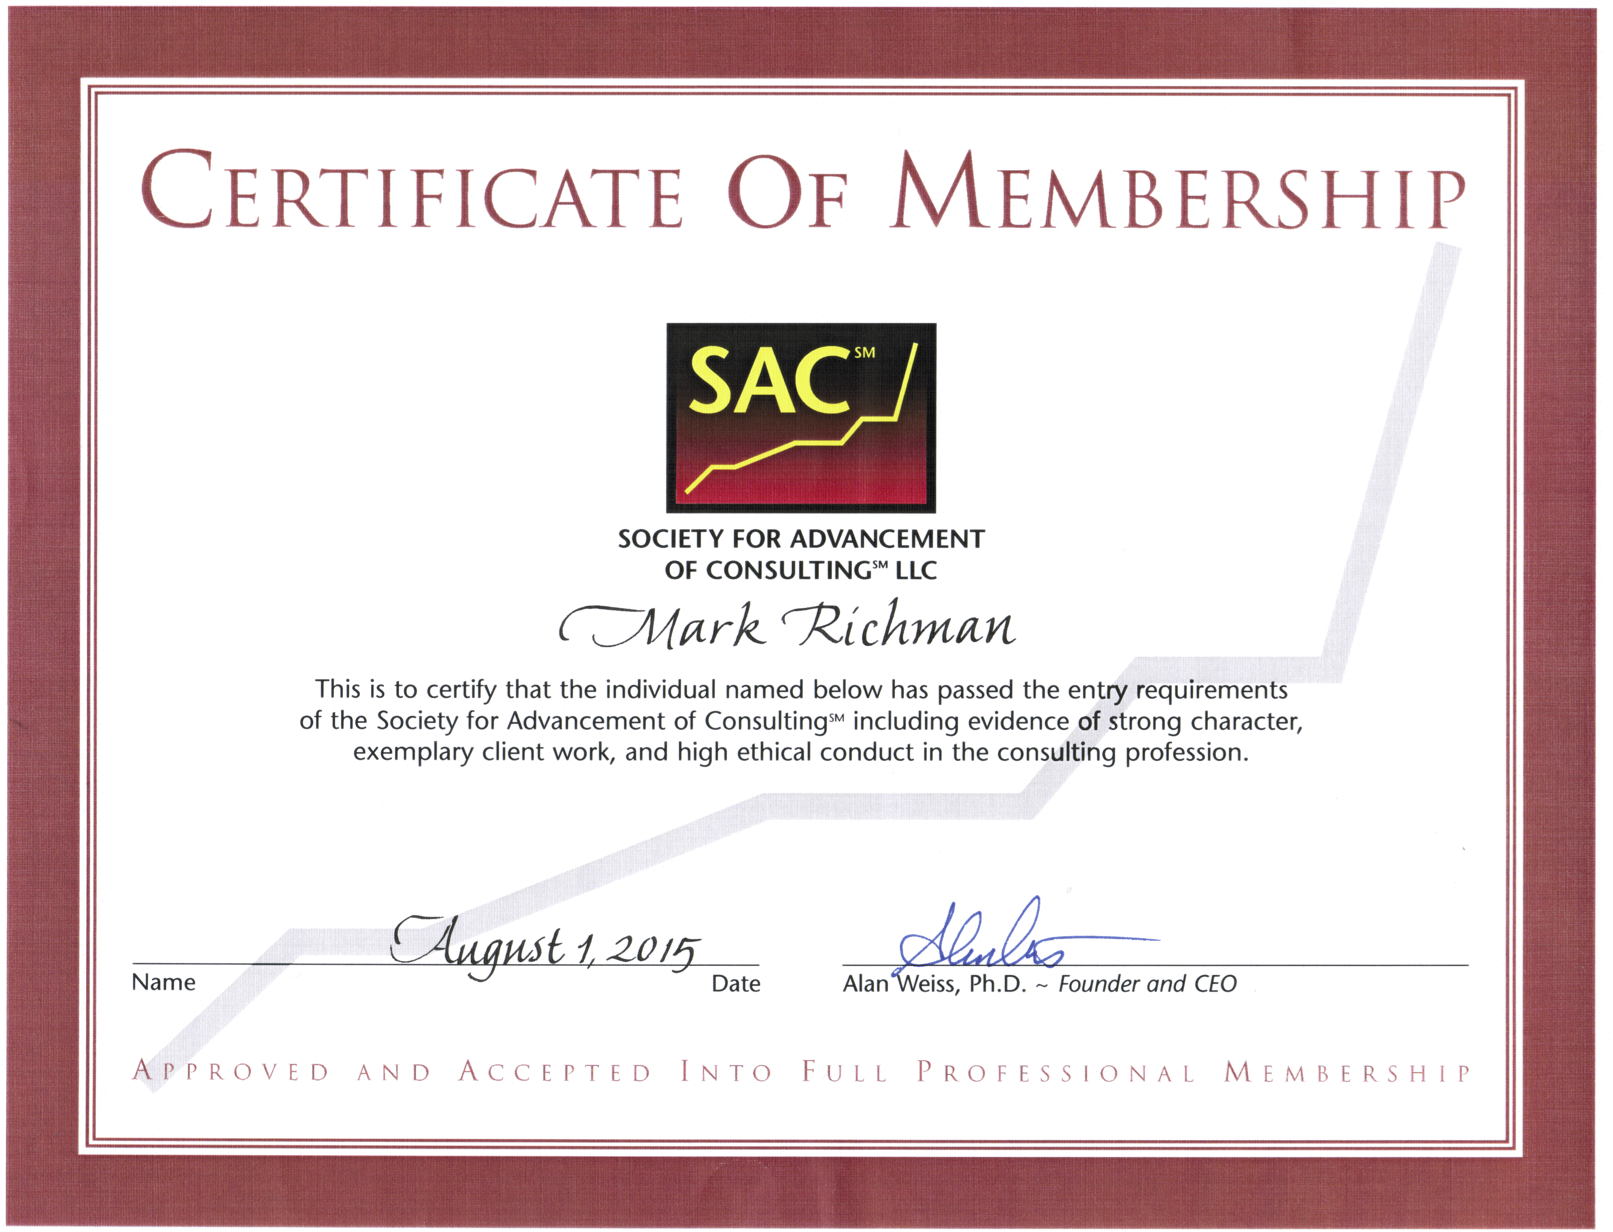 CERTIFICATE OF MEMBERSHIP
SAC℠
SOCIETY FOR ADVANCEMENT
OF CONSULTING℠ LLC
Mark Richman
This is to certify that the individual named below has passed the entry requirements
of the Society for Advancement of Consulting℠ including evidence of strong character,
exemplary client work, and high ethical conduct in the consulting profession.
August 1, 2015
Name Date
Alan Weiss, Ph.D. ~ Founder and CEO
APPROVED AND ACCEPTED INTO FULL PROFESSIONAL MEMBERSHIP